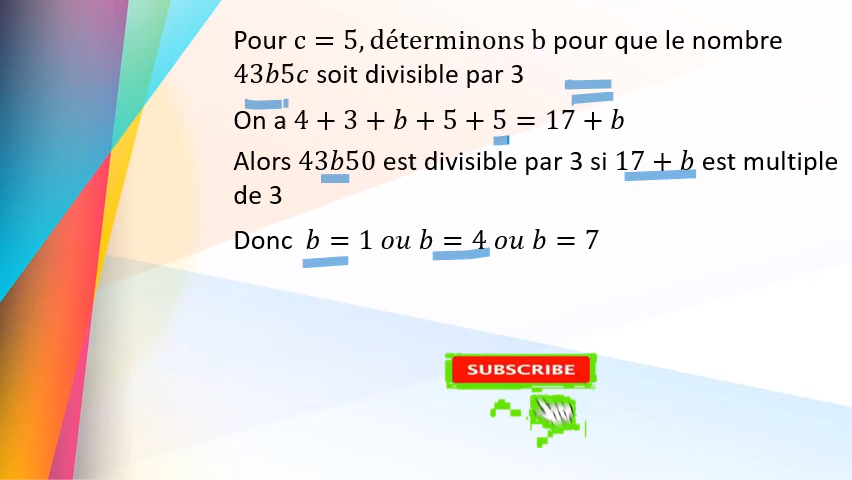 Pour c = 5, déterminons b pour que le nombre
43b5c soit divisible par 3
On a 4 + 3 + b + 5 + 5 = 17 + b
Alors 43b50 est divisible par 3 si 17 + b est multiple
de 3
Donc b = 1 ou b = 4 ou b = 7
SUBSCRIBE